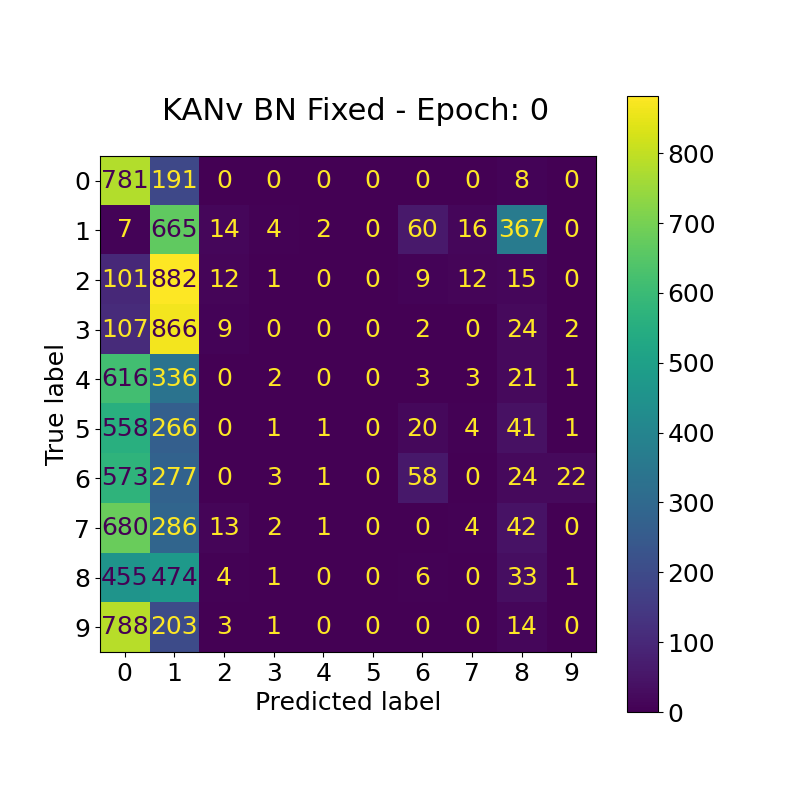 KANv BN Fixed - Epoch: 0
0 781 191 0 0 0 0 0 0 8 0
1 7 665 14 4 2 0 60 16 367 0
2 101 882 12 1 0 0 9 12 15 0
3 107 866 9 0 0 0 2 0 24 2
4 616 336 0 2 0 0 3 3 21 1
5 558 266 0 1 1 0 20 4 41 1
6 573 277 0 3 1 0 58 0 24 22
7 680 286 13 2 1 0 0 4 42 0
8 455 474 4 1 0 0 6 0 33 1
9 788 203 3 1 0 0 0 0 14 0
0 1 2 3 4 5 6 7 8 9
Predicted label
True label
800
700
600
500
400
300
200
100
0